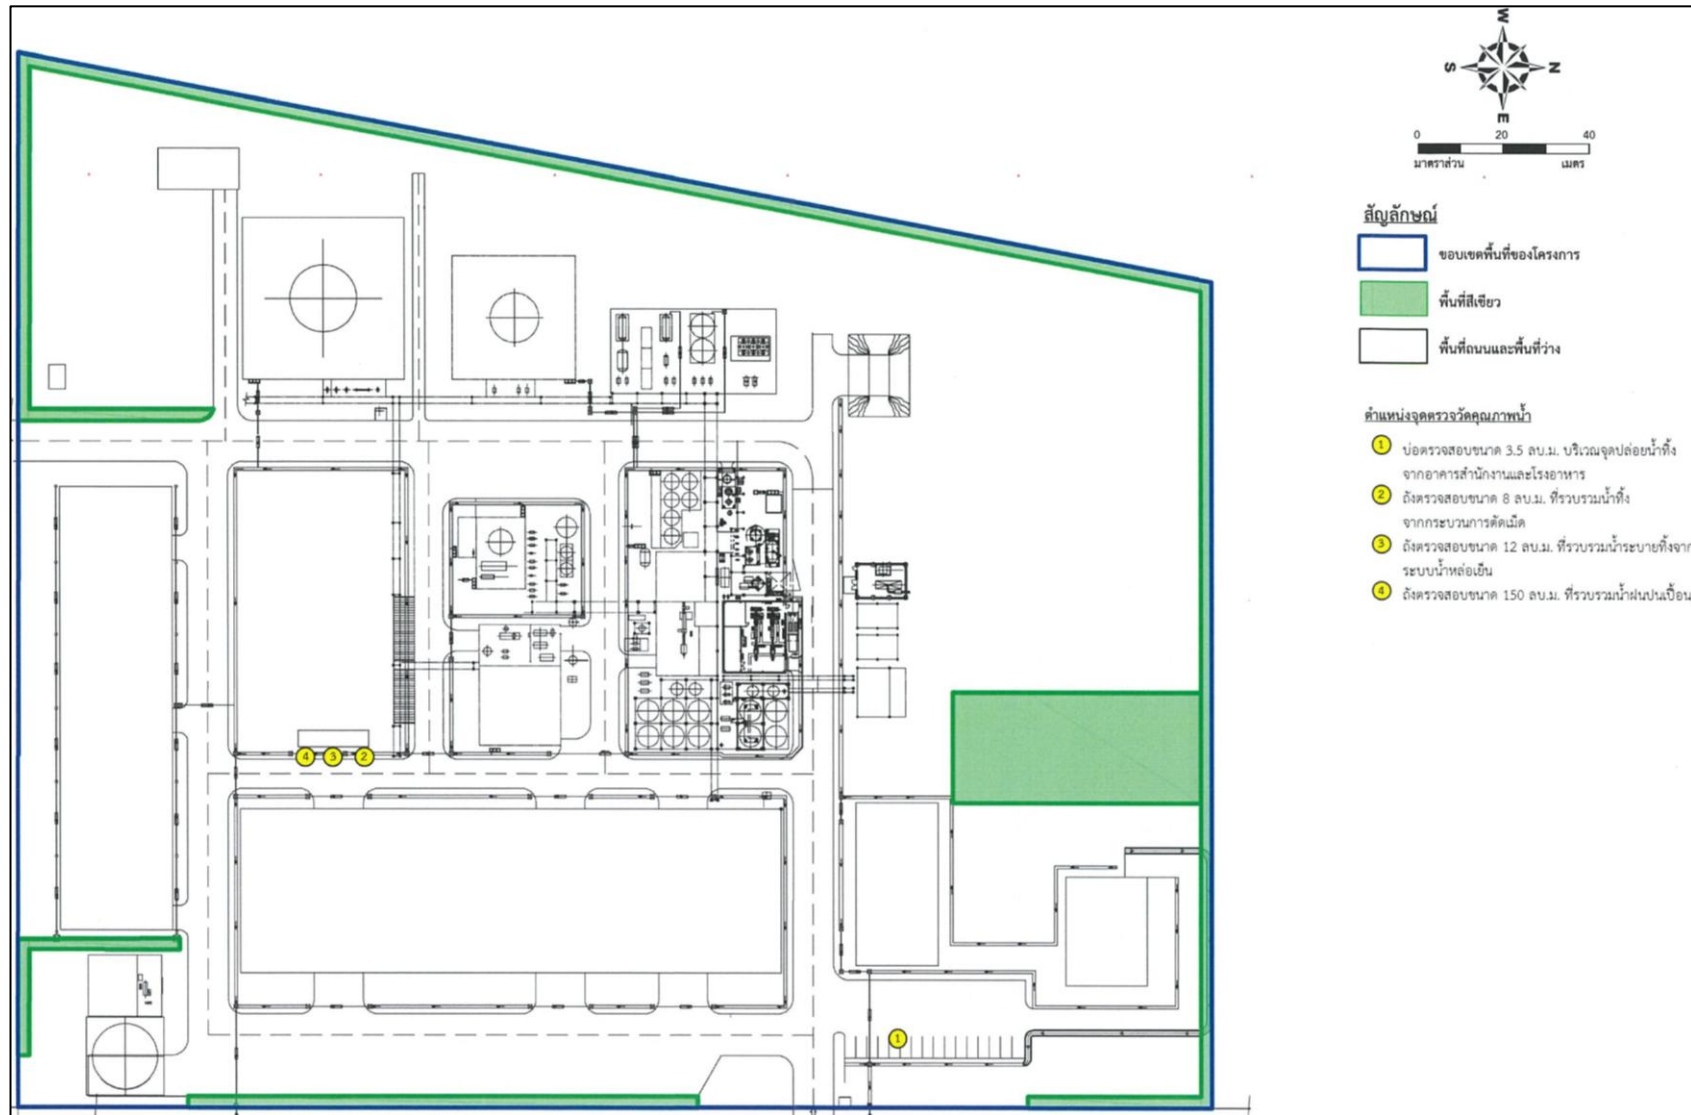 W
S N
E
0 20 40
มาตราส่วน เมตร
สัญลักษณ์
ขอบเขตพื้นที่ของโครงการ
พื้นที่สีเขียว
พื้นที่ถนนและพื้นที่ว่าง
ตำแหน่งจุดตรวจวัดคุณภาพน้ำ
1 บ่อตรวจสอบขนาด 3.5 ลบ.ม. บริเวณจุดปล่อยน้ำทิ้ง
จากอาคารสำนักงานและโรงอาหาร
2 ถังตรวจสอบขนาด 8 ลบ.ม. ที่รวบรวมน้ำทิ้ง
จากกระบวนการตัดเม็ด
3 ถังตรวจสอบขนาด 12 ลบ.ม. ที่รวบรวมน้ำระบายทิ้งจาก
ระบบน้ำหล่อเย็น
4 ถังตรวจสอบขนาด 150 ลบ.ม. ที่รวบรวมน้ำฝนปนเปื้อน
4 3 2
1